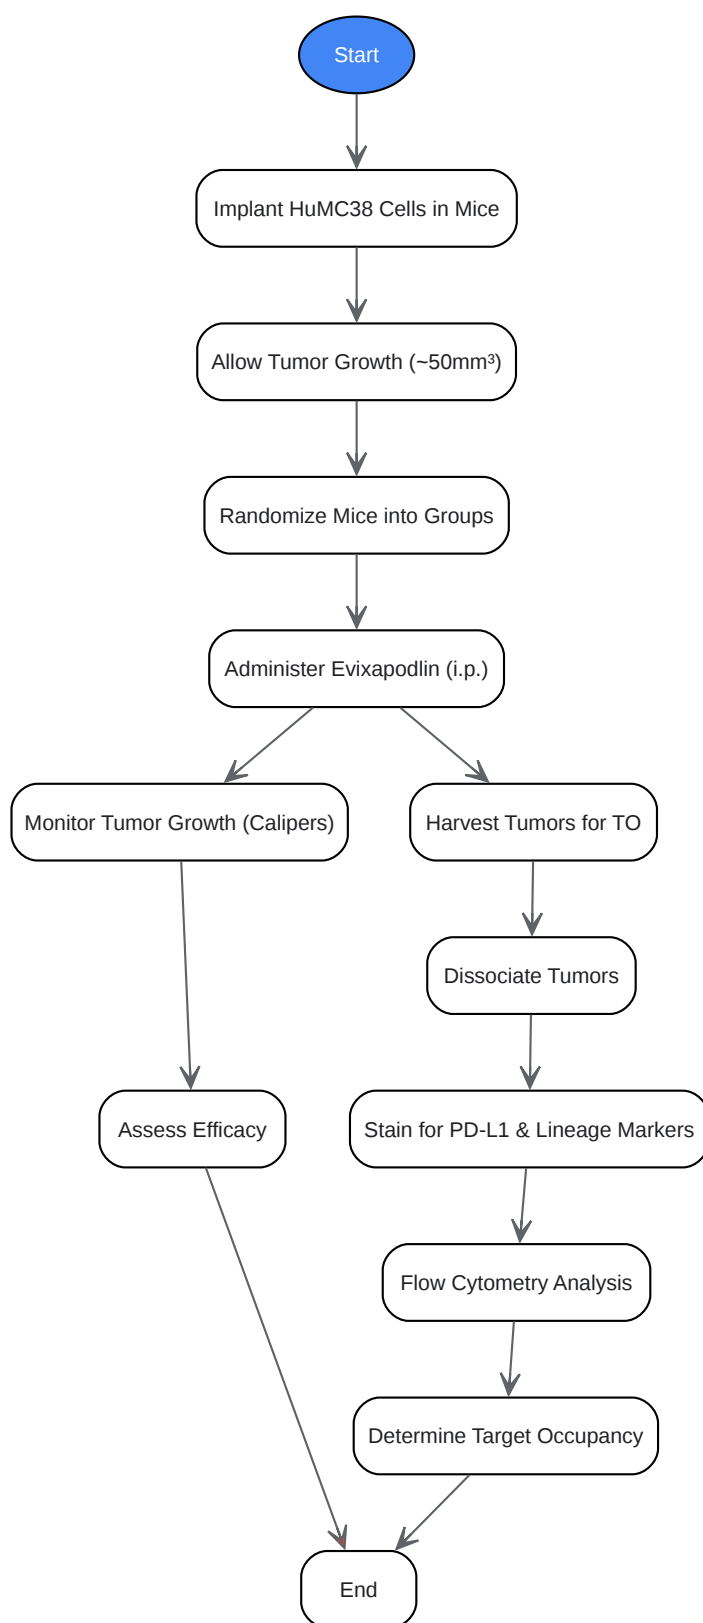 Start
Implant HuMC38 Cells in Mice
Allow Tumor Growth (~50mm³)
Randomize Mice into Groups
Administer Evixapodlin (i.p.)
Monitor Tumor Growth (Calipers)
Harvest Tumors for TO
Dissociate Tumors
Assess Efficacy
Stain for PD-L1 & Lineage Markers
Flow Cytometry Analysis
Determine Target Occupancy
End